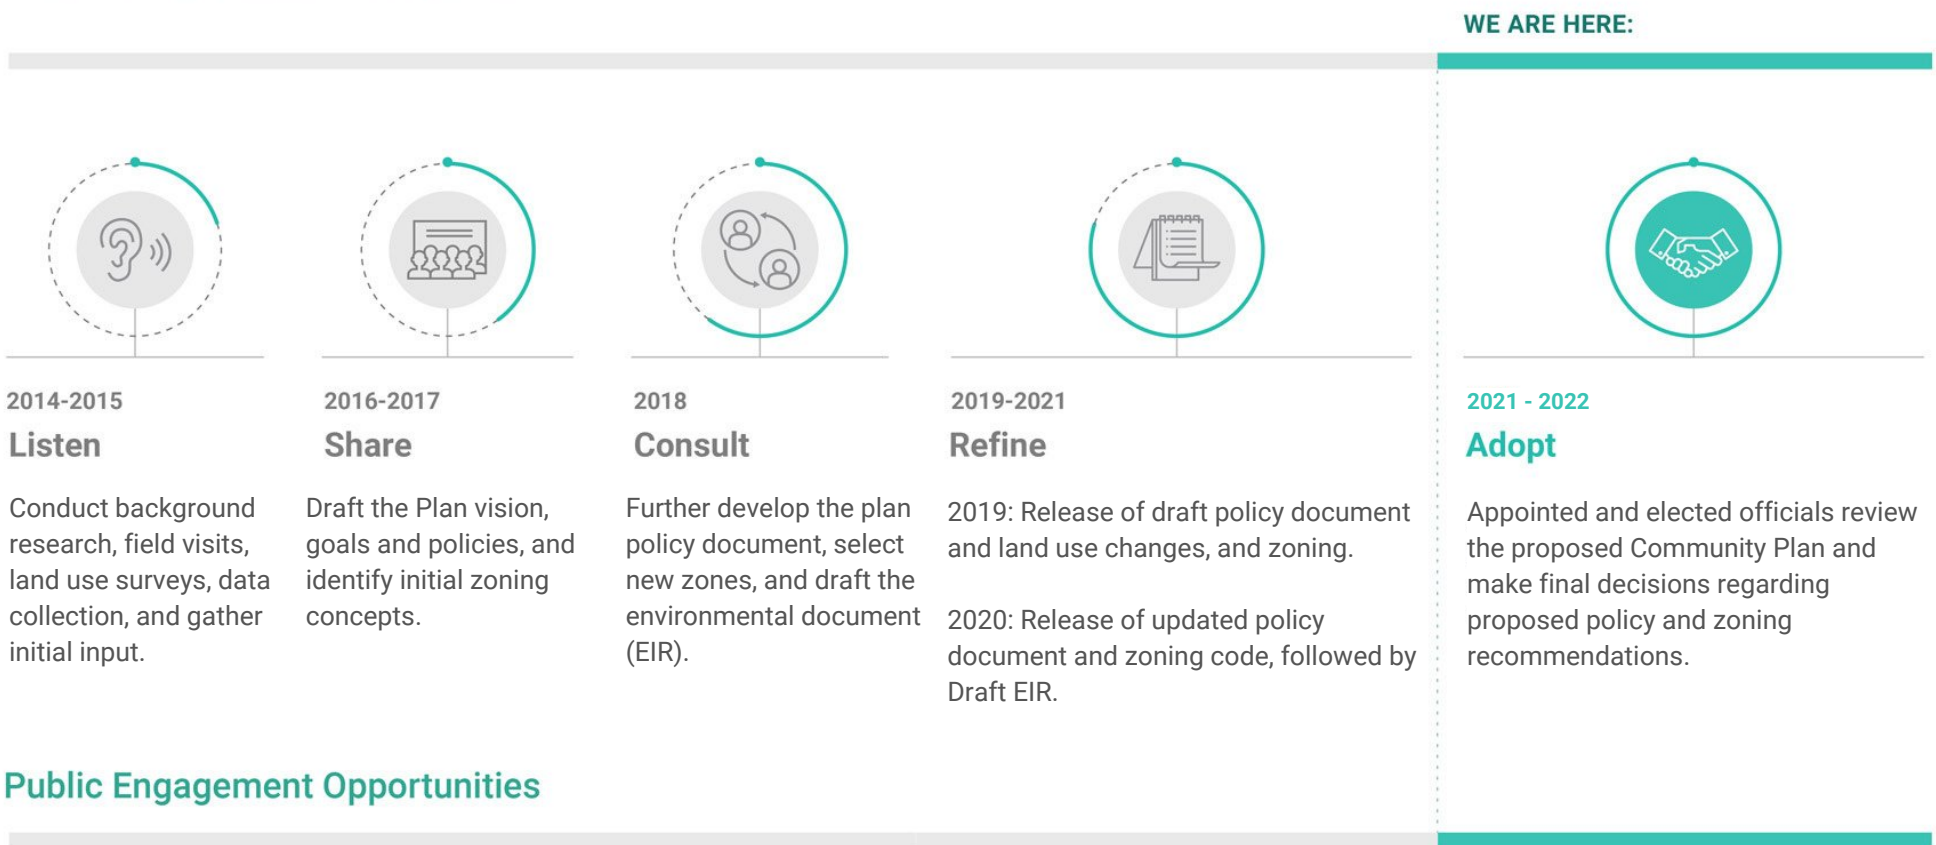 WE ARE HERE:
2014-2015
Listen
Conduct background
research, field visits,
land use surveys, data
collection, and gather
initial input.
2016-2017
Share
Draft the Plan vision,
goals and policies, and
identify initial zoning
concepts.
2018
Consult
Further develop the plan
policy document, select
new zones, and draft the
environmental document
(EIR).
2019-2021
Refine
2019: Release of draft policy document
and land use changes, and zoning.
2020: Release of updated policy
document and zoning code, followed by
Draft EIR.
2021 - 2022
Adopt
Appointed and elected officials review
the proposed Community Plan and
make final decisions regarding
proposed policy and zoning
recommendations.
Public Engagement Opportunities